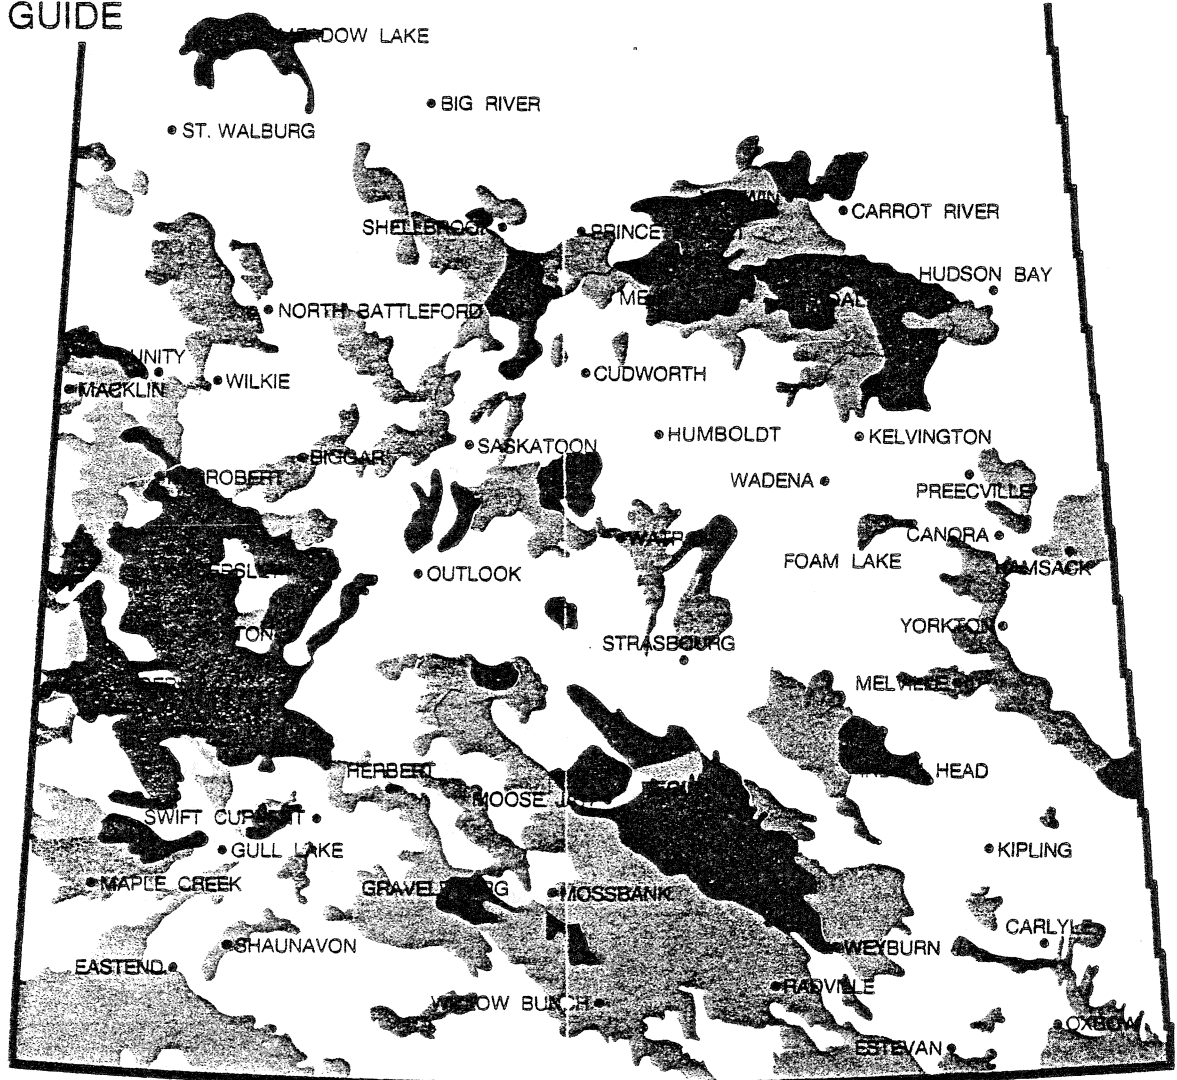 GUIDE
MEADOW LAKE
BIG RIVER
ST. WALBURG
CARROT RIVER
SHELLBROOK
PRINCE
HUDSON BAY
NORTH BATTLEFORD
UNITY
WILKIE
CUDWORTH
MACKLIN
HUMBOLDT
KELVINGTON
SASKATOON
BIGGAR
ROBERT
WADENA
PREECVILLE
CANORA
FOAM LAKE
KAMSACK
OUTLOOK
YORKTON
STRASBOURG
MELVILLE
HERBERT
HEAD
MOOSE JAW
SWIFT CURRENT
GULL LAKE
KIPLING
MAPLE CREEK
GRAVELBOURG
MOSSBANK
CARLYLE
SHAUNAVON
WEYBURN
EASTEND
RADVILLE
WILLOW BUNCH
OXBOW
ESTEVAN